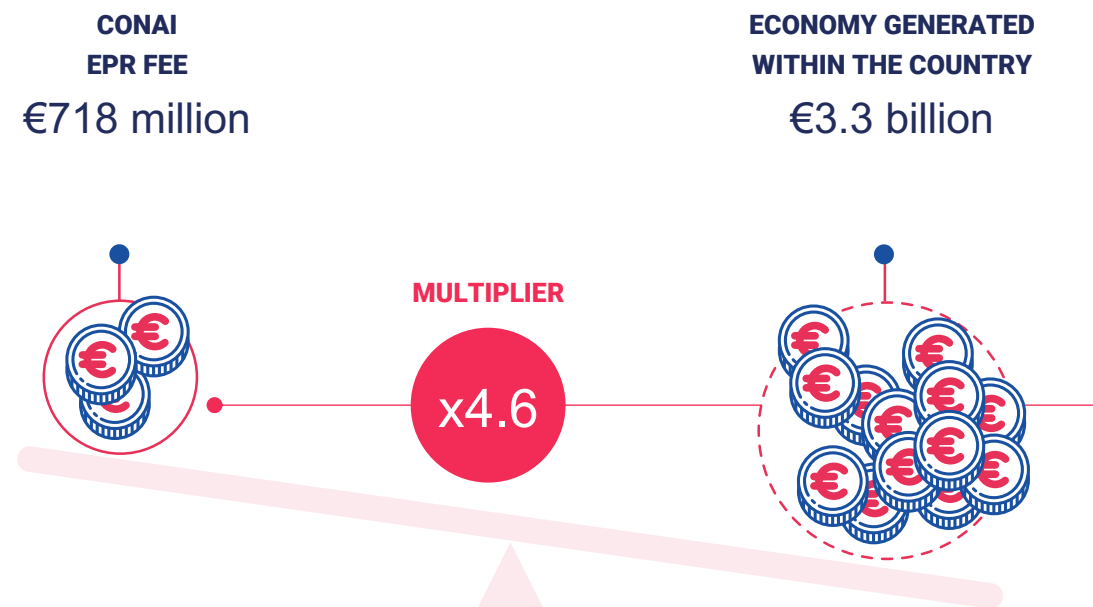 CONAI
EPR FEE
€718 million
ECONOMY GENERATED
WITHIN THE COUNTRY
€3.3 billion
MULTIPLIER
x4.6